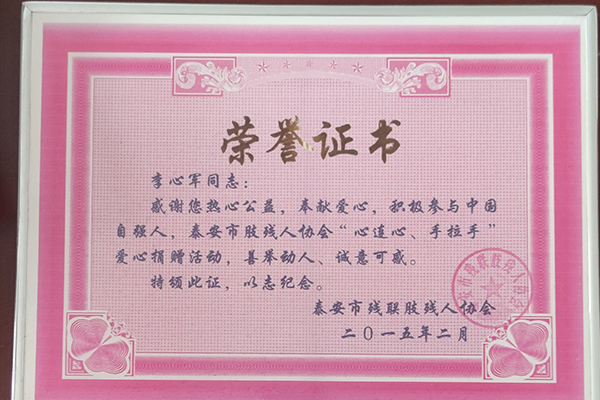 荣誉证书
李心军同志：
感谢您热心公益，奉献爱心，积极参与中国
自强人，泰安市肢残人协会“心连心、手拉手”
爱心捐赠活动，善举动人、诚意可感。
特颁此证，以志纪念。
泰安市残联肢残人协会
二〇一五年二月